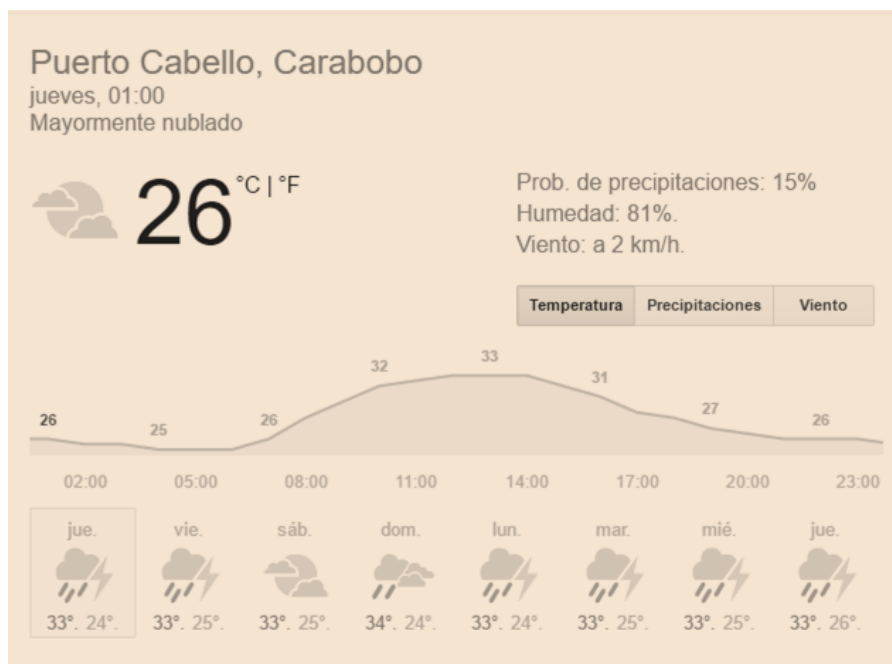 Puerto Cabello, Carabobo
jueves, 01:00
Mayormente nublado
26 °C | °F
Prob. de precipitaciones: 15%
Humedad: 81%.
Viento: a 2 km/h.
Temperatura Precipitaciones Viento
26 25 26 32 33 31 27 26
02:00 05:00 08:00 11:00 14:00 17:00 20:00 23:00
jue. vie. sáb. dom. lun. mar. mié. jue.
33°. 24°. 33°. 25°. 33°. 25°. 34°. 24°. 33°. 24°. 33°. 25°. 33°. 25°. 33°. 26°.